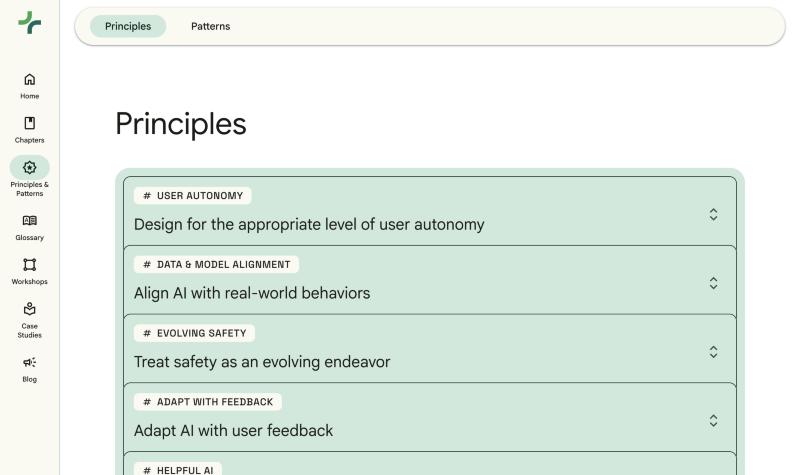 Principles
Patterns
Home
Chapters
Principles &
Patterns
Glossary
Workshops
Case
Studies
Blog
Principles
# USER AUTONOMY
Design for the appropriate level of user autonomy
# DATA & MODEL ALIGNMENT
Align AI with real-world behaviors
# EVOLVING SAFETY
Treat safety as an evolving endeavor
# ADAPT WITH FEEDBACK
Adapt AI with user feedback
# HELPFUL AI